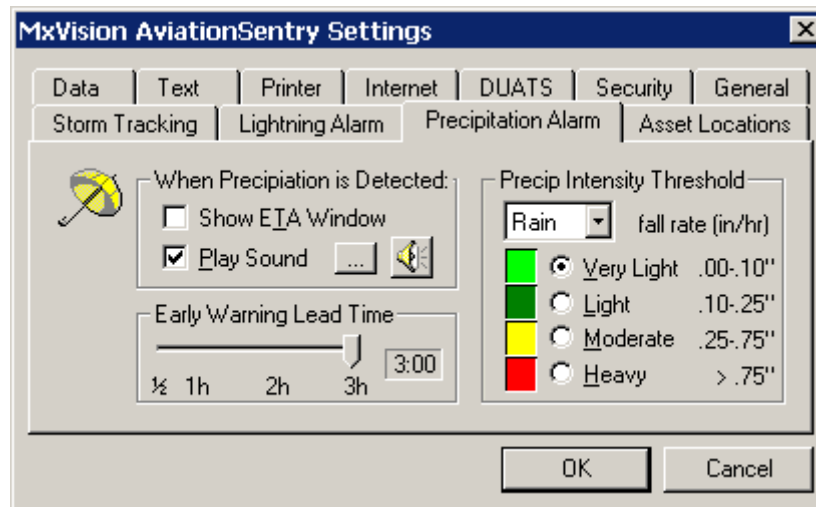 MxVision AviationSentry Settings
Data Text Printer Internet DUATS Security General
Storm Tracking Lightning Alarm Precipitation Alarm Asset Locations
When Precipiation is Detected:
Show ETA Window
Play Sound ...
Early Warning Lead Time
3:00
½ 1h 2h 3h
Precip Intensity Threshold
Rain fall rate (in/hr)
Very Light .00-.10"
Light .10-.25"
Moderate .25-.75"
Heavy > .75"
OK Cancel